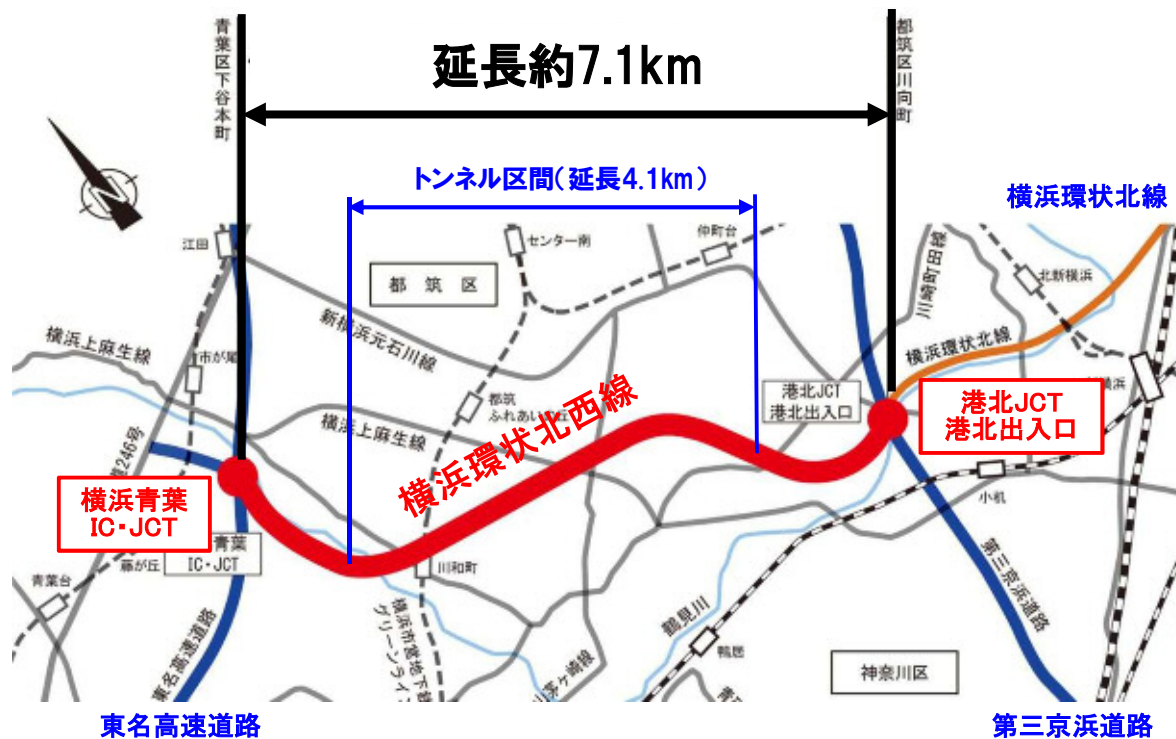 青葉区下谷本町
都筑区川向町
延長約7.1km
トンネル区間(延長4.1km)
横浜環状北線
江田
センター南
仲町台
川崎町田線
北新横浜
都筑区
新横浜元石川線
横浜上麻生線
横浜環状北線
市が尾
都筑
ふれあいの丘
港北JCT
港北出入口
港北JCT
港北出入口
横浜上麻生線
横浜環状北西線
246号
横浜青葉
IC・JCT
小机
青葉
IC・JCT
藤が丘
川和町
青葉台
第三京浜道路
横浜市営地下鉄
グリーンライン
鶴見川
鴨居
東名高速道路
茅ヶ崎線
神奈川区
東名高速道路
第三京浜道路